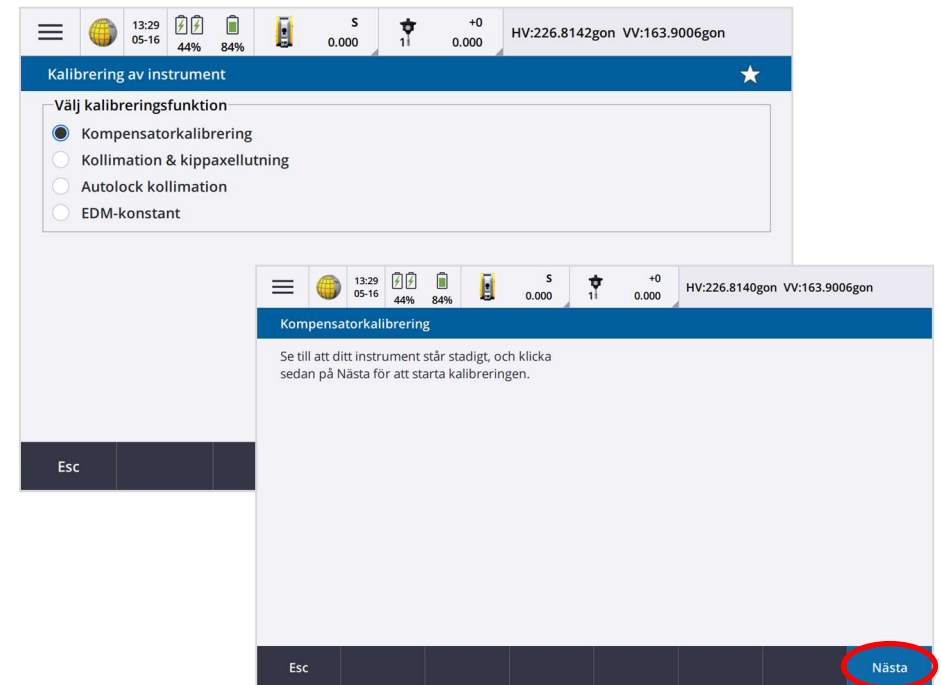 13:29
05-16
44%
84%
S
0.000
1
+0
0.000
HV:226.8142gon VV:163.9006gon
Kalibrering av instrument
Välj kalibreringsfunktion
Kompensatorkalibrering
Kollimation & kippaxellutning
Autolock kollimation
EDM-konstant
Esc
13:29
05-16
44%
84%
S
0.000
1
+0
0.000
HV:226.8140gon VV:163.9006gon
Kompensatorkalibrering
Se till att ditt instrument står stadigt, och klicka
sedan på Nästa för att starta kalibreringen.
Esc
Nästa